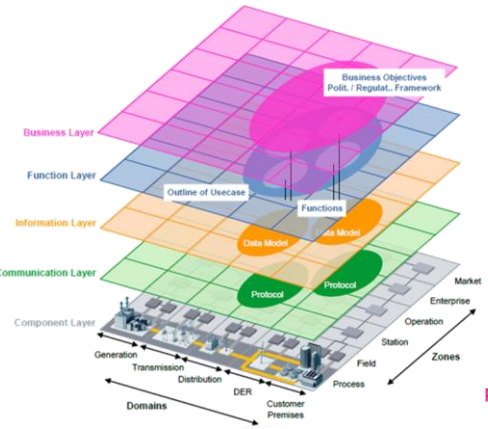 Business Objectives
Polit. / Regulat.. Framework
Business Layer
Function Layer
Outline of Usecase
Functions
Information Layer
Data Model
Data Model
Communication Layer
Protocol
Protocol
Component Layer
Market
Enterprise
Operation
Station
Field
Process
Zones
Generation
Transmission
Distribution
DER
Customer
Premises
Domains